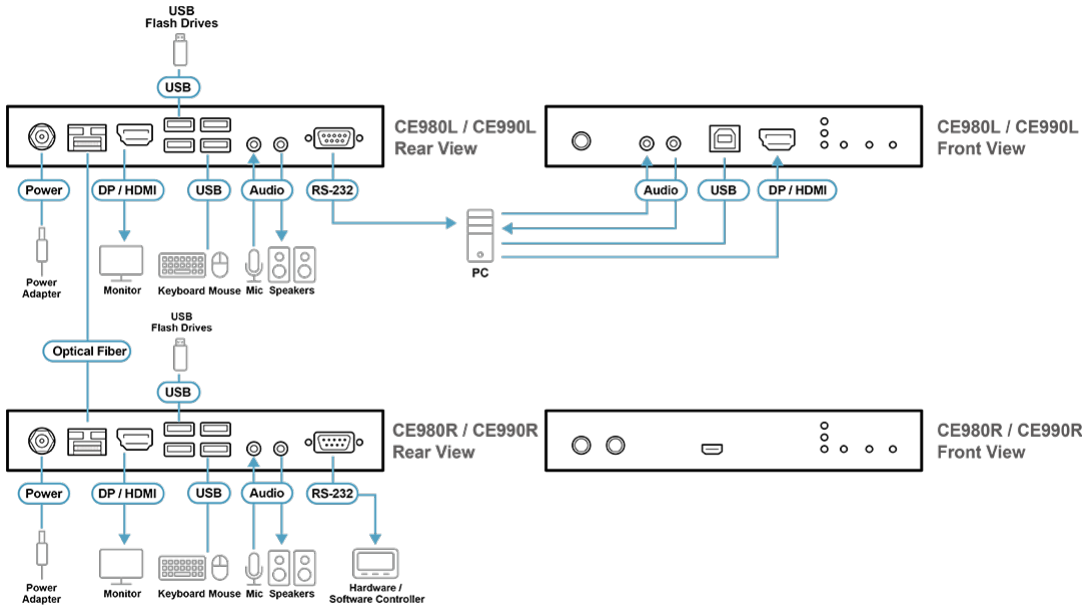 USB
Flash Drives
USB
CE980L / CE990L
Rear View
CE980L / CE990L
Front View
Power
DP / HDMI
USB
Audio
RS-232
Audio
USB
DP / HDMI
Power
Adapter
Monitor
Keyboard Mouse
Mic
Speakers
PC
USB
Flash Drives
Optical Fiber
USB
CE980R / CE990R
Rear View
CE980R / CE990R
Front View
Power
DP / HDMI
USB
Audio
RS-232
Power
Adapter
Monitor
Keyboard Mouse
Mic
Speakers
Hardware /
Software Controller